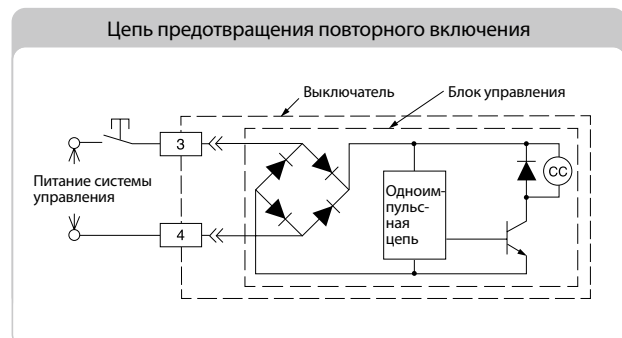 Цепь предотвращения повторного включения
Выключатель
Блок управления
3
Питание системы
управления
4
Одноим-
пульс-
ная
цепь
CC